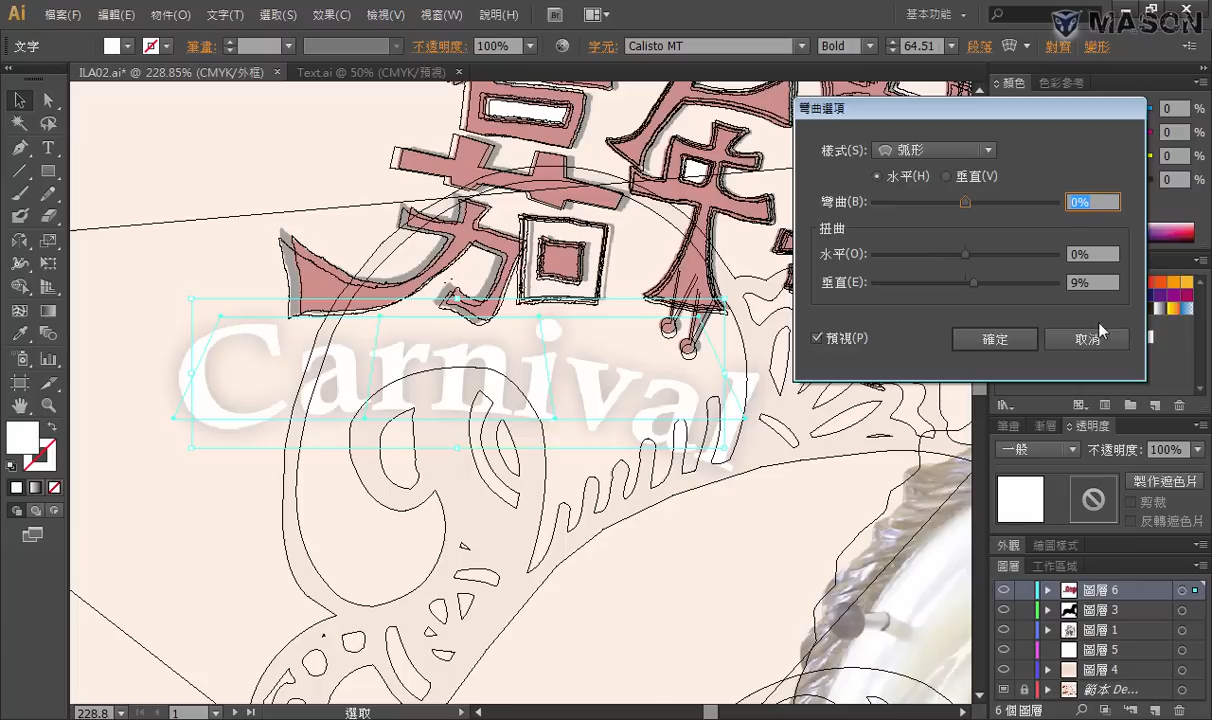 Ai 檔案(F) 編輯(E) 物件(O) 文字(T) 選取(S) 效果(C) 檢視(V) 視窗(W) 說明(H) Br 基本功能
MASON
文字 筆畫: 不透明度: 100% 字元: Calisto MT Bold 64.51 段落 對齊 變形
ILA02.ai* @ 228.85% (CMYK/外框) × Text.ai @ 50% (CMYK/預視) ×
Carnival
彎曲選項
樣式(S): 弧形
水平(H) 垂直(V)
彎曲(B): 0%
扭曲
水平(O): 0%
垂直(E): 9%
預視(P) 確定 取消
顏色 色彩參考
0 %
0 %
0 %
0 %
筆畫 漸層 透明度
一般 不透明度: 100%
製作遮色片
剪裁
反轉遮色片
外觀 繪圖樣式
圖層 工作區域
圖層 6
圖層 3
圖層 1
圖層 5
圖層 4
範本 De...
6 個圖層
228.8 1 選取